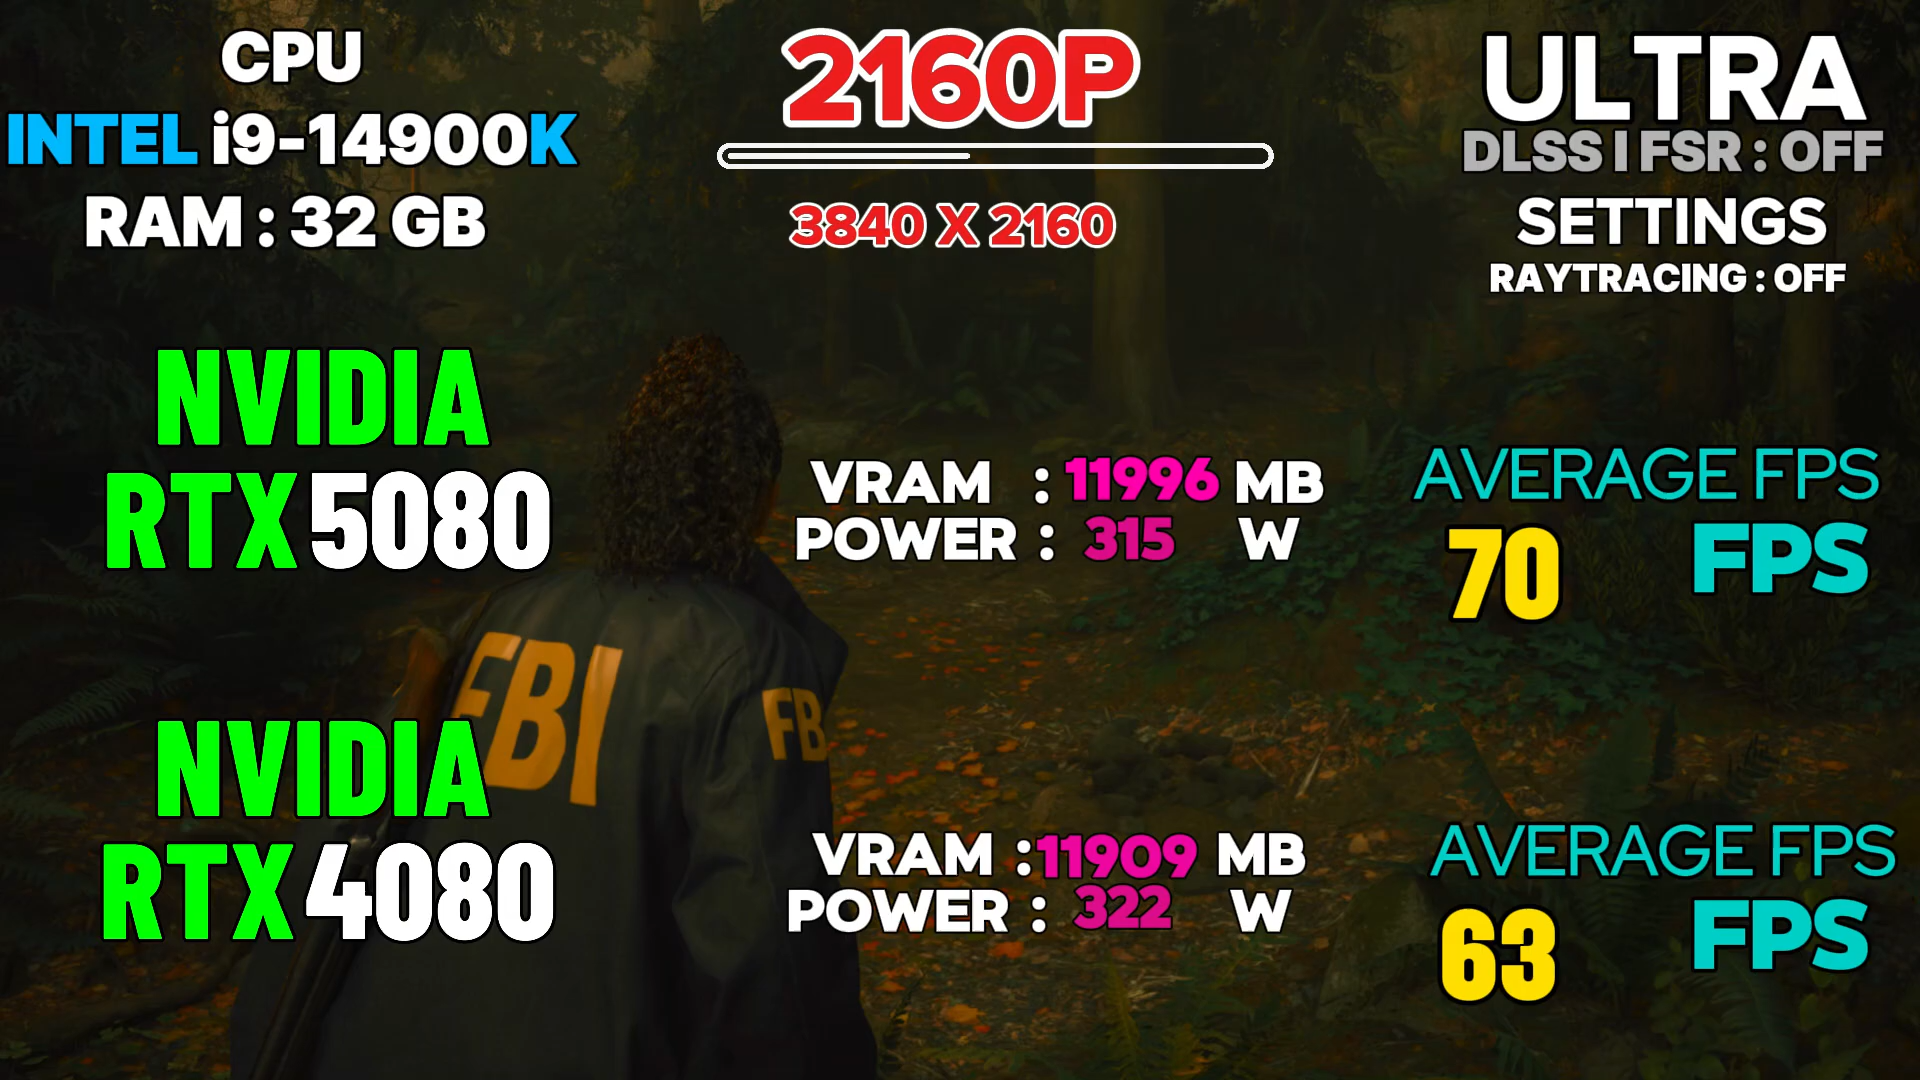 CPU
INTEL i9-14900K
RAM : 32 GB
2160P
3840 X 2160
ULTRA
DLSS | FSR : OFF
SETTINGS
RAYTRACING : OFF
NVIDIA
RTX 5080
VRAM : 11996 MB
POWER : 315 W
AVERAGE FPS
70 FPS
FBI
FB
NVIDIA
RTX 4080
VRAM : 11909 MB
POWER : 322 W
AVERAGE FPS
63 FPS